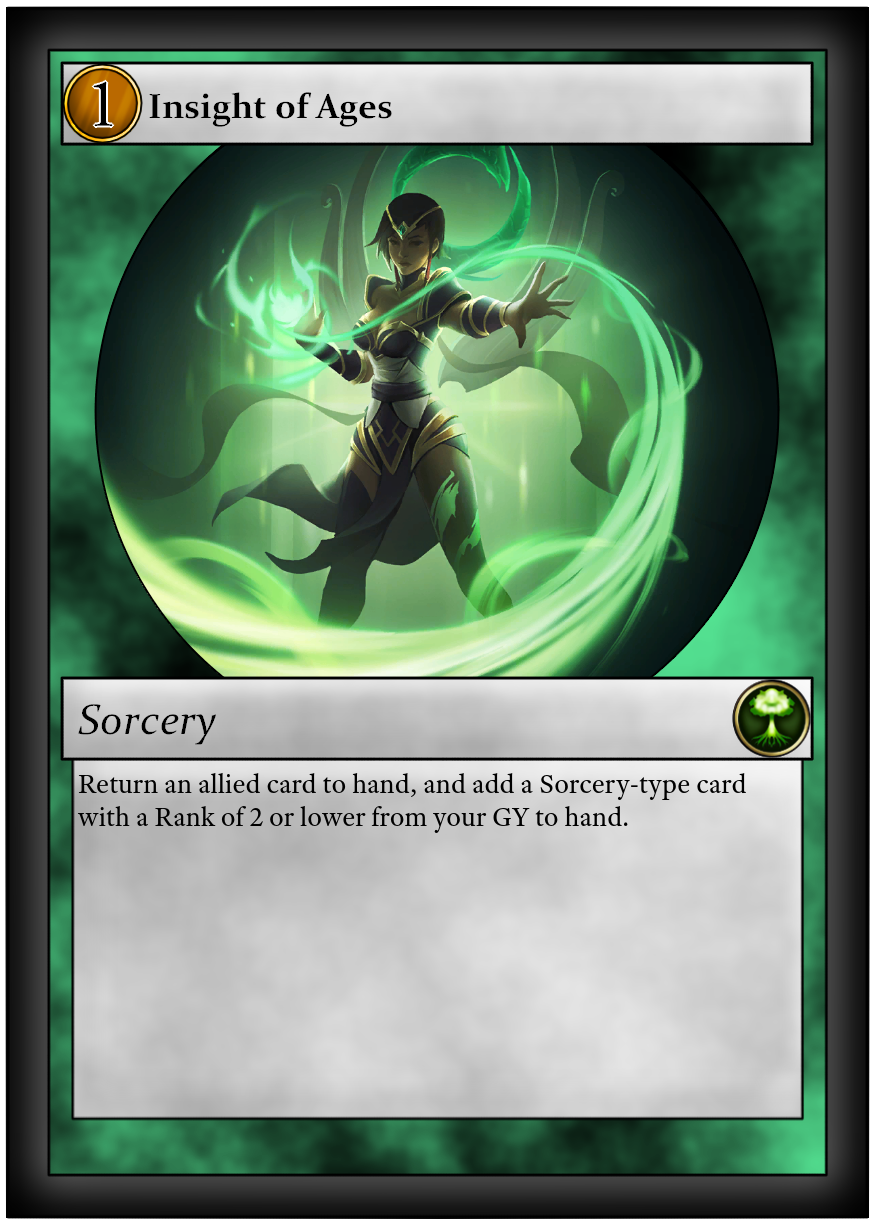 1
Insight of Ages
Sorcery
Return an allied card to hand, and add a Sorcery-type card
with a Rank of 2 or lower from your GY to hand.